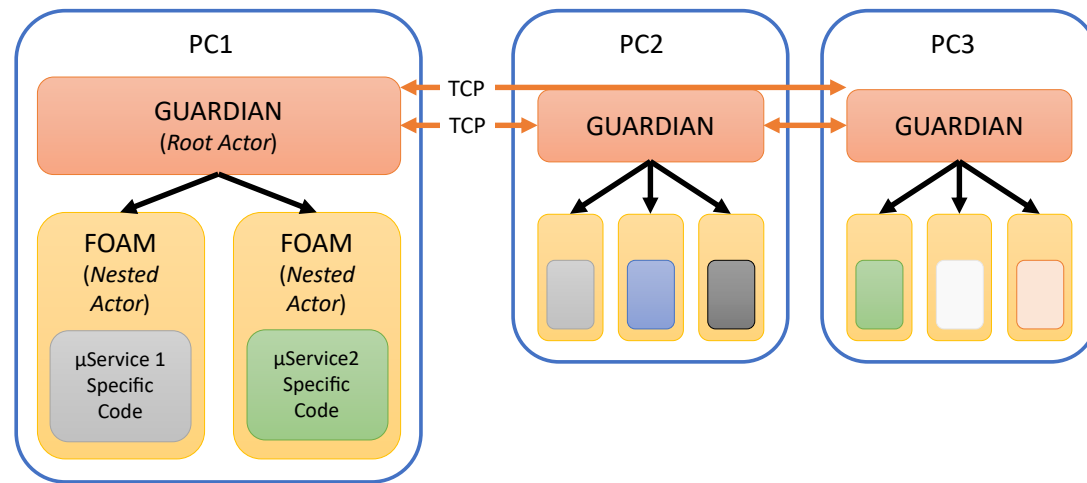 PC1
PC2
PC3
TCP
TCP
GUARDIAN
(Root Actor)
GUARDIAN
GUARDIAN
FOAM
(Nested
Actor)
FOAM
(Nested
Actor)
µService 1
Specific
Code
µService2
Specific
Code